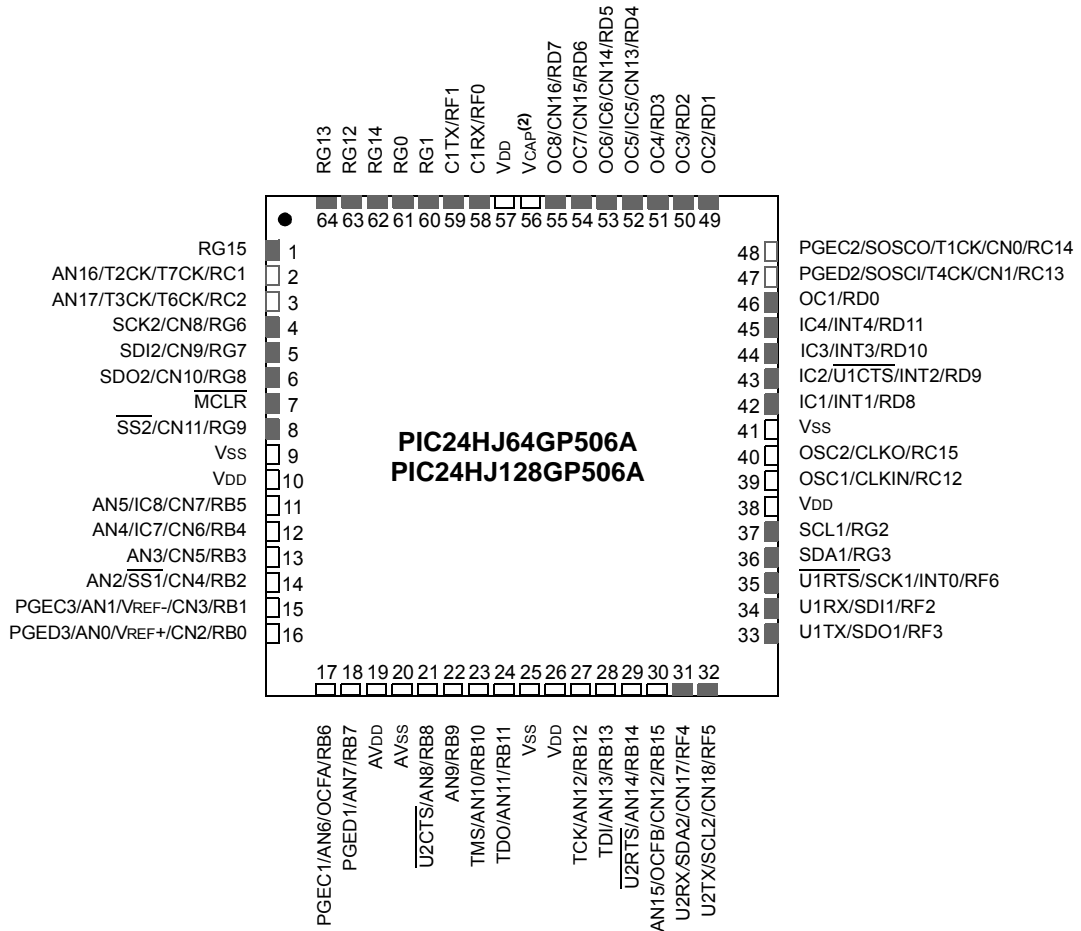 RG13
RG12
RG14
RG0
RG1
C1TX/RF1
C1RX/RF0
VDD
VCAP(2)
OC8/CN16/RD7
OC7/CN15/RD6
OC6/IC6/CN14/RD5
OC5/IC5/CN13/RD4
OC4/RD3
OC3/RD2
OC2/RD1
64 63 62 61 60 59 58 57 56 55 54 53 52 51 50 49
RG15 1
AN16/T2CK/T7CK/RC1 2
AN17/T3CK/T6CK/RC2 3
SCK2/CN8/RG6 4
SDI2/CN9/RG7 5
SDO2/CN10/RG8 6
MCLR 7
SS2/CN11/RG9 8
VSS 9
VDD 10
AN5/IC8/CN7/RB5 11
AN4/IC7/CN6/RB4 12
AN3/CN5/RB3 13
AN2/SS1/CN4/RB2 14
PGEC3/AN1/VREF-/CN3/RB1 15
PGED3/AN0/VREF+/CN2/RB0 16
PIC24HJ64GP506A
PIC24HJ128GP506A
48 PGEC2/SOSCO/T1CK/CN0/RC14
47 PGED2/SOSCI/T4CK/CN1/RC13
46 OC1/RD0
45 IC4/INT4/RD11
44 IC3/INT3/RD10
43 IC2/U1CTS/INT2/RD9
42 IC1/INT1/RD8
41 VSS
40 OSC2/CLKO/RC15
39 OSC1/CLKIN/RC12
38 VDD
37 SCL1/RG2
36 SDA1/RG3
35 U1RTS/SCK1/INT0/RF6
34 U1RX/SDI1/RF2
33 U1TX/SDO1/RF3
17 18 19 20 21 22 23 24 25 26 27 28 29 30 31 32
PGEC1/AN6/OCFA/RB6
PGED1/AN7/RB7
AVDD
AVSS
U2CTS/AN8/RB8
AN9/RB9
TMS/AN10/RB10
TDO/AN11/RB11
VSS
VDD
TCK/AN12/RB12
TDI/AN13/RB13
U2RTS/AN14/RB14
AN15/OCFB/CN12/RB15
U2RX/SDA2/CN17/RF4
U2TX/SCL2/CN18/RF5